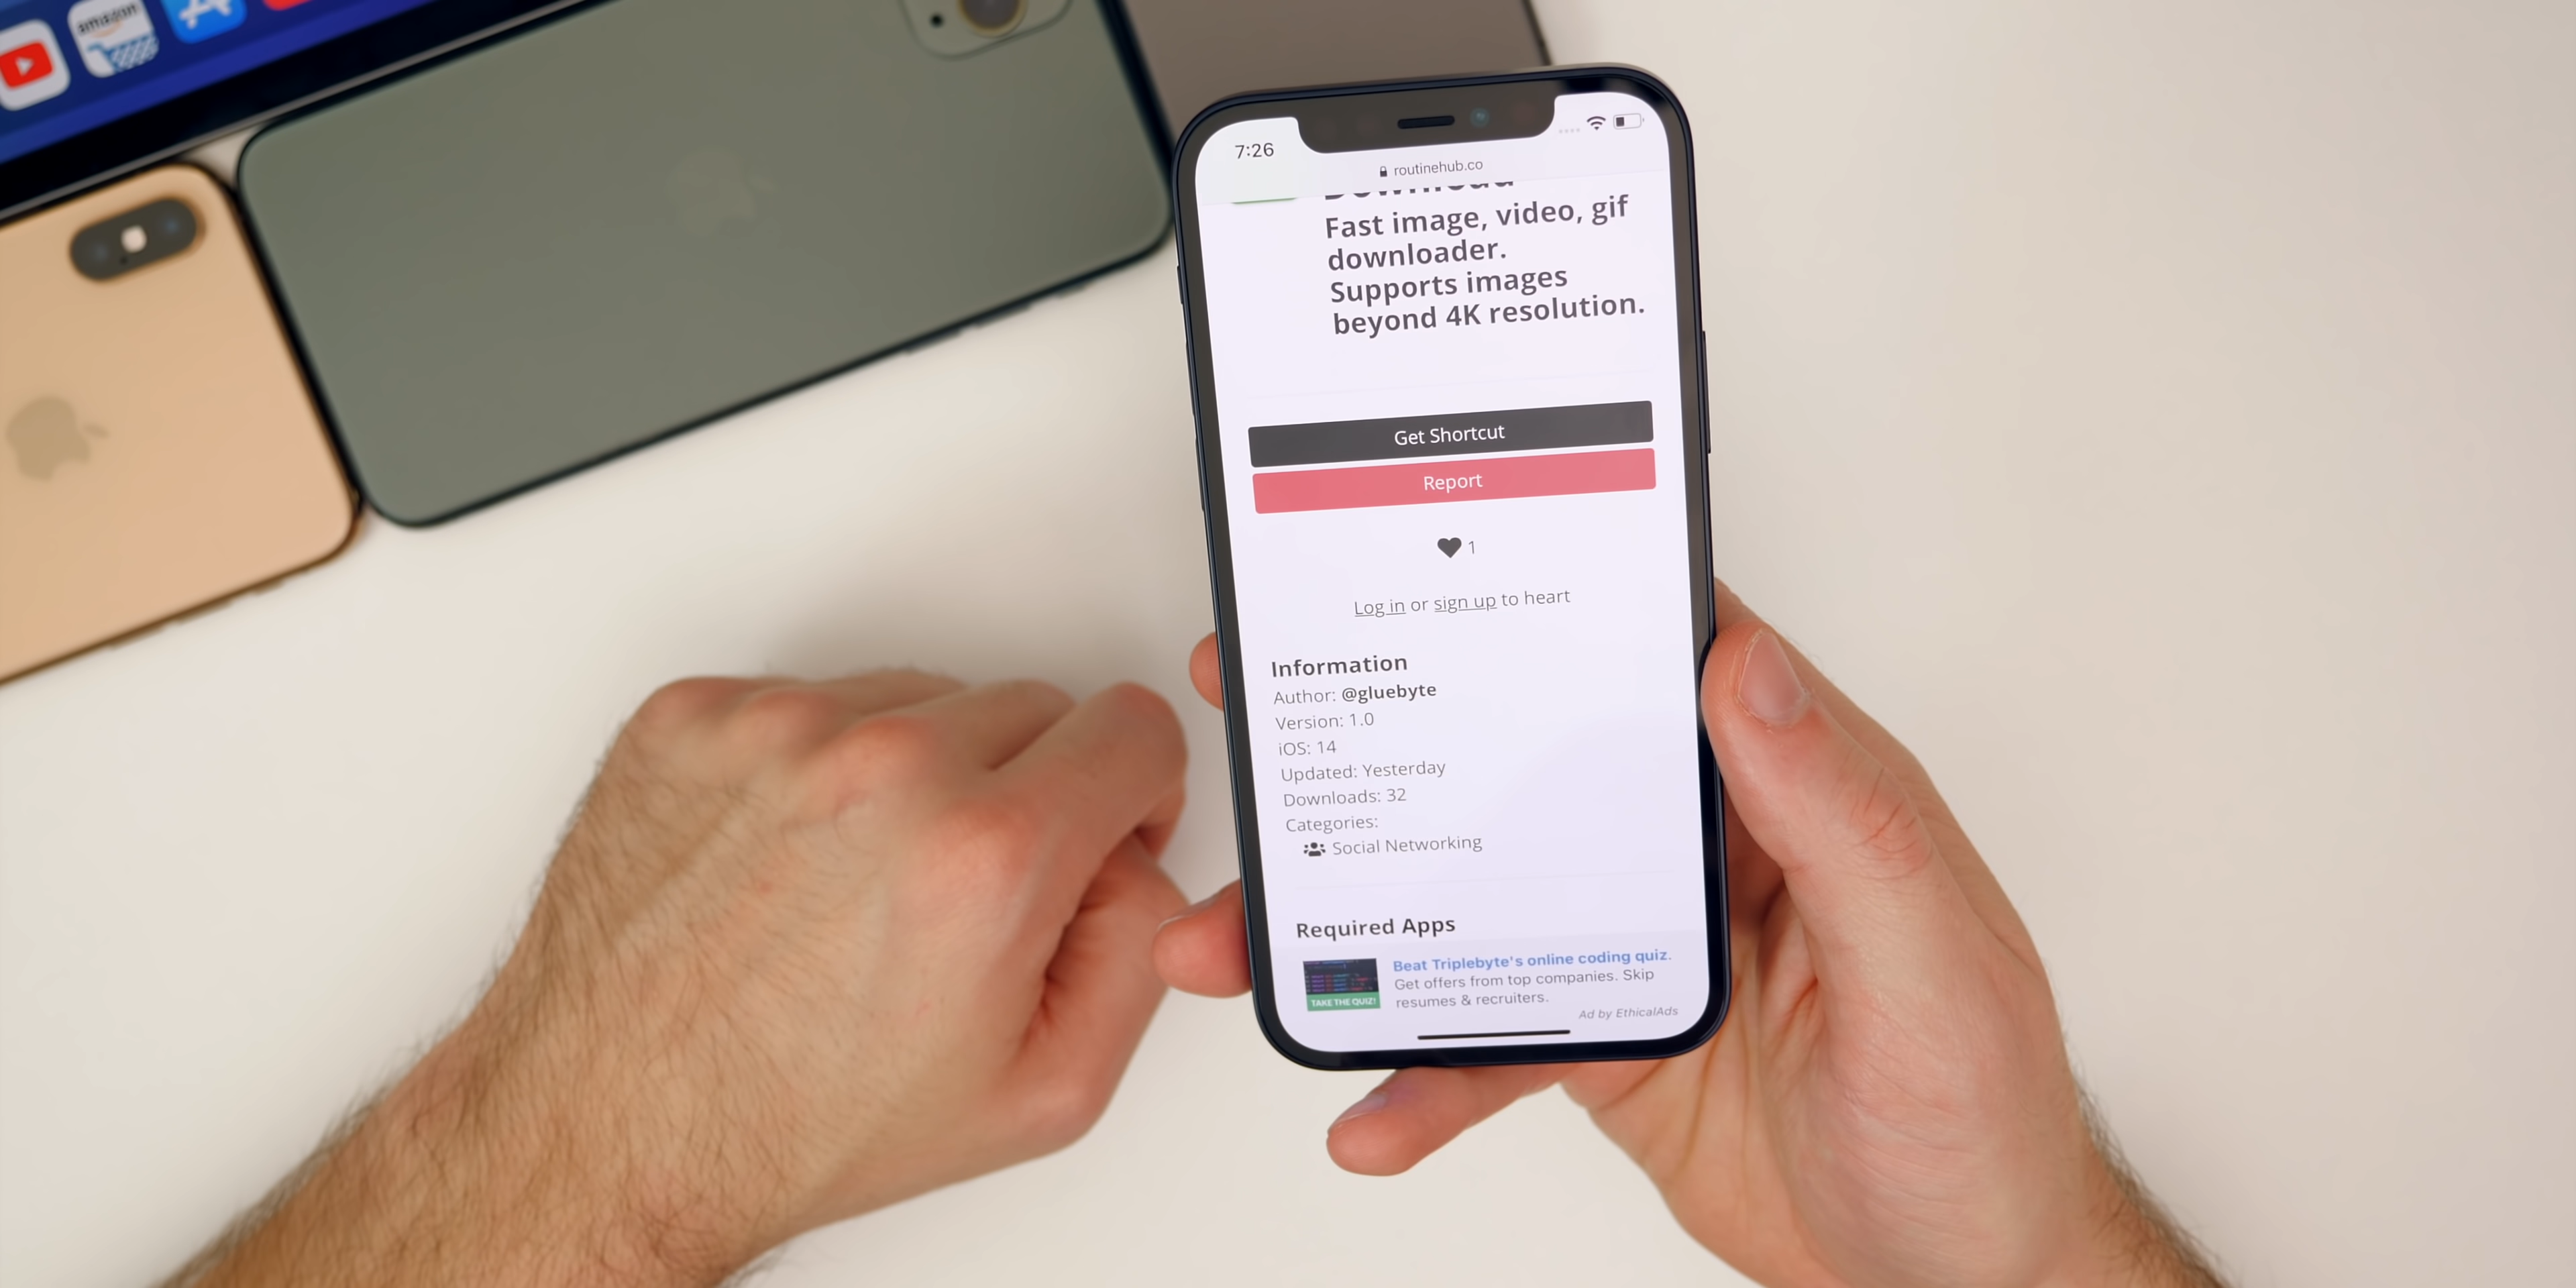 amazon
7:26
routinehub.co
Download
Fast image, video, gif
downloader.
Supports images
beyond 4K resolution.
Get Shortcut
Report
1
Log in or sign up to heart
Information
Author: @gluebyte
Version: 1.0
iOS: 14
Updated: Yesterday
Downloads: 32
Categories:
Social Networking
Required Apps
Beat Triplebyte's online coding quiz.
Get offers from top companies. Skip
resumes & recruiters.
TAKE THE QUIZ!
Ad by EthicalAds